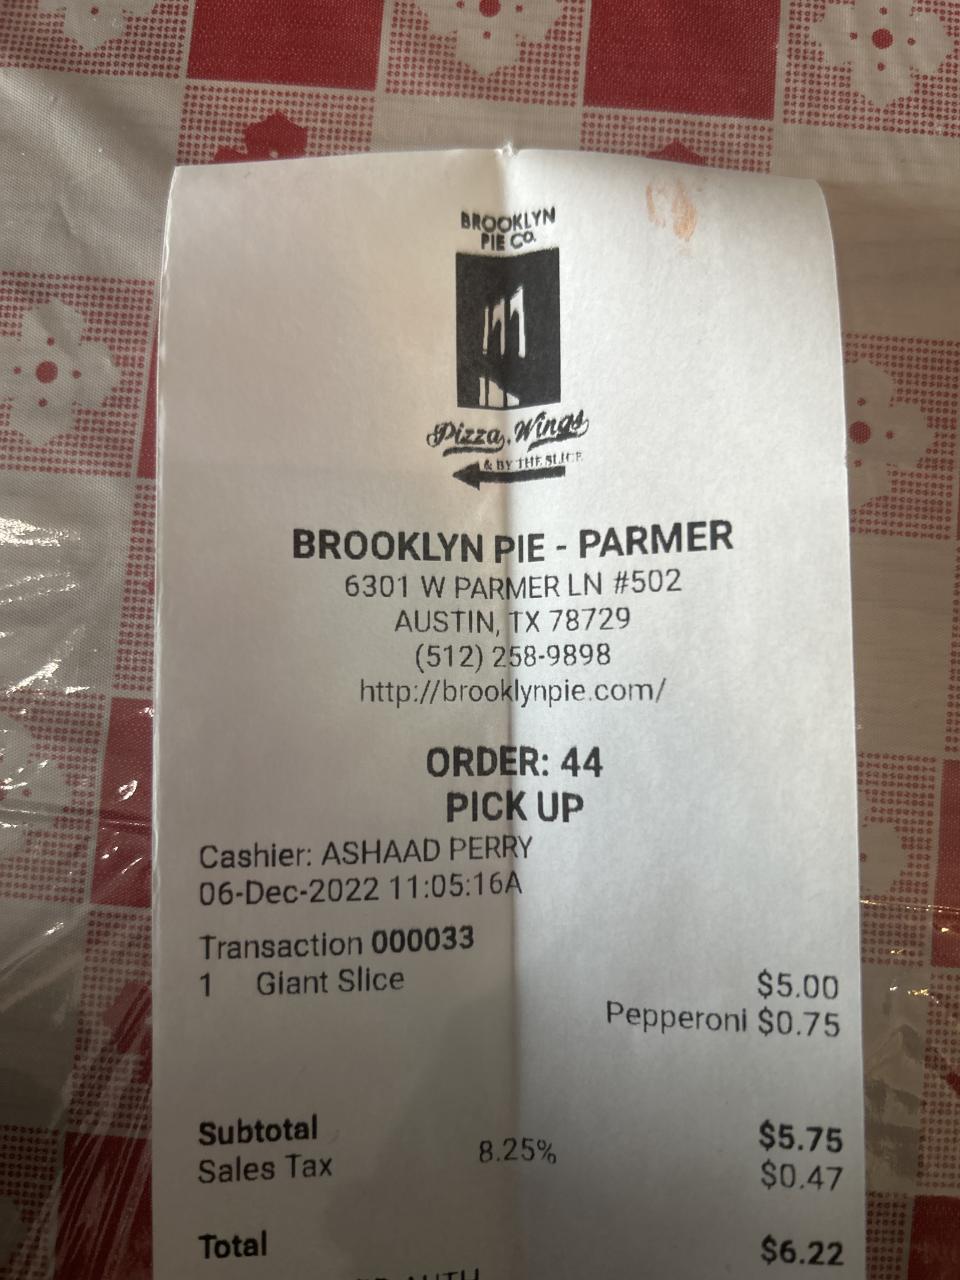 BROOKLYN
PIE CO.
Pizza, Wings
& BY THE SLICE
BROOKLYN PIE - PARMER
6301 W PARMER LN #502
AUSTIN, TX 78729
(512) 258-9898
http://brooklynpie.com/
ORDER: 44
PICK UP
Cashier: ASHAAD PERRY
06-Dec-2022 11:05:16A
Transaction 000033
1 Giant Slice $5.00
Pepperoni $0.75
Subtotal $5.75
Sales Tax 8.25% $0.47
Total $6.22